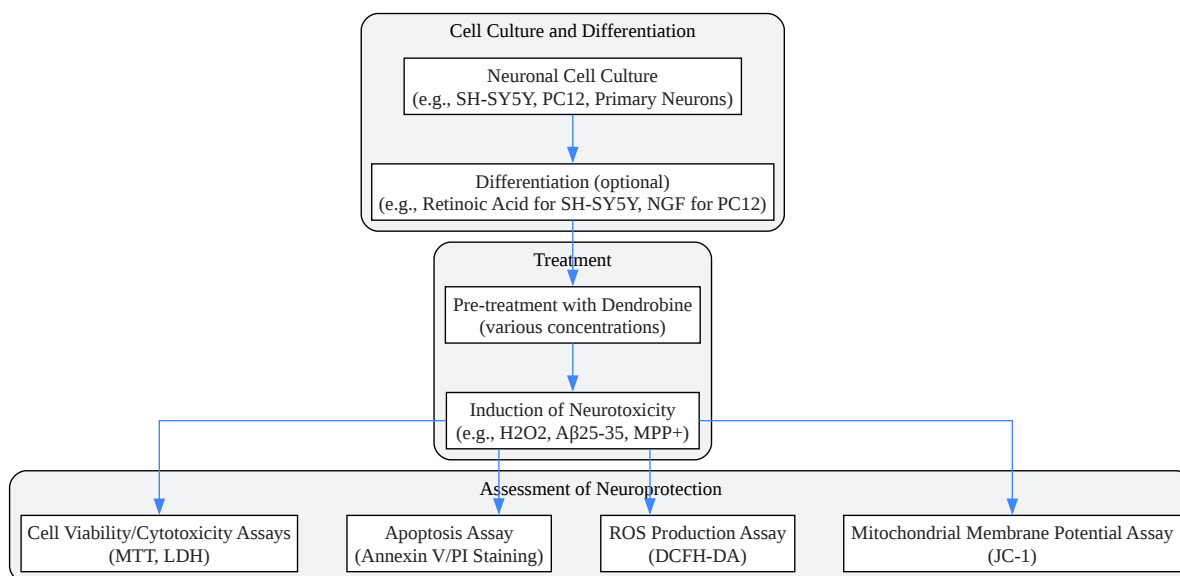 Cell Culture and Differentiation
Neuronal Cell Culture
(e.g., SH-SY5Y, PC12, Primary Neurons)
Differentiation (optional)
(e.g., Retinoic Acid for SH-SY5Y, NGF for PC12)
Treatment
Pre-treatment with Dendrobine
(various concentrations)
Induction of Neurotoxicity
(e.g., H2O2, Aβ25-35, MPP+)
Assessment of Neuroprotection
Cell Viability/Cytotoxicity Assays
(MTT, LDH)
Apoptosis Assay
(Annexin V/PI Staining)
ROS Production Assay
(DCFH-DA)
Mitochondrial Membrane Potential Assay
(JC-1)